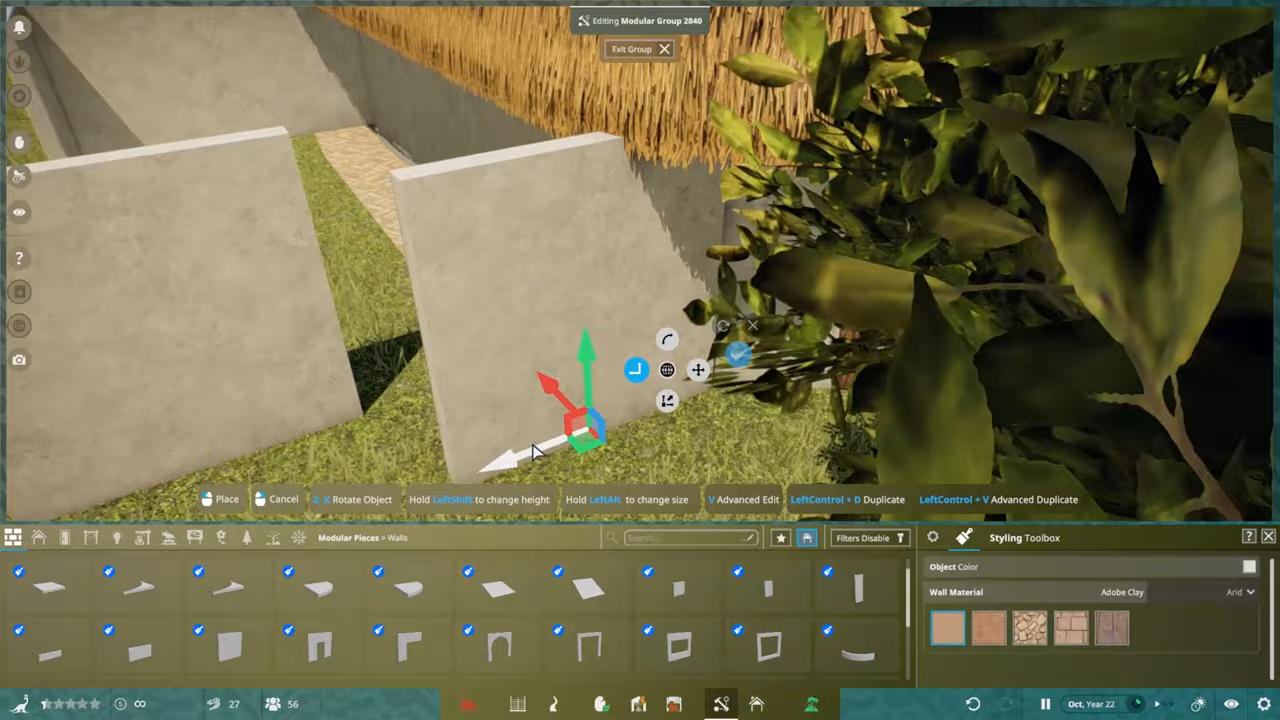 Editing Modular Group 2840
Exit Group
Place
Cancel
Z, X Rotate Object
Hold LeftShift to change height
Hold LeftAlt to change size
V Advanced Edit
LeftControl + D Duplicate
LeftControl + V Advanced Duplicate
Modular Pieces > Walls
Search...
Filters Disable
Styling Toolbox
?
Object Color
Wall Material
Adobe Clay
Arid
27
56
Oct, Year 22